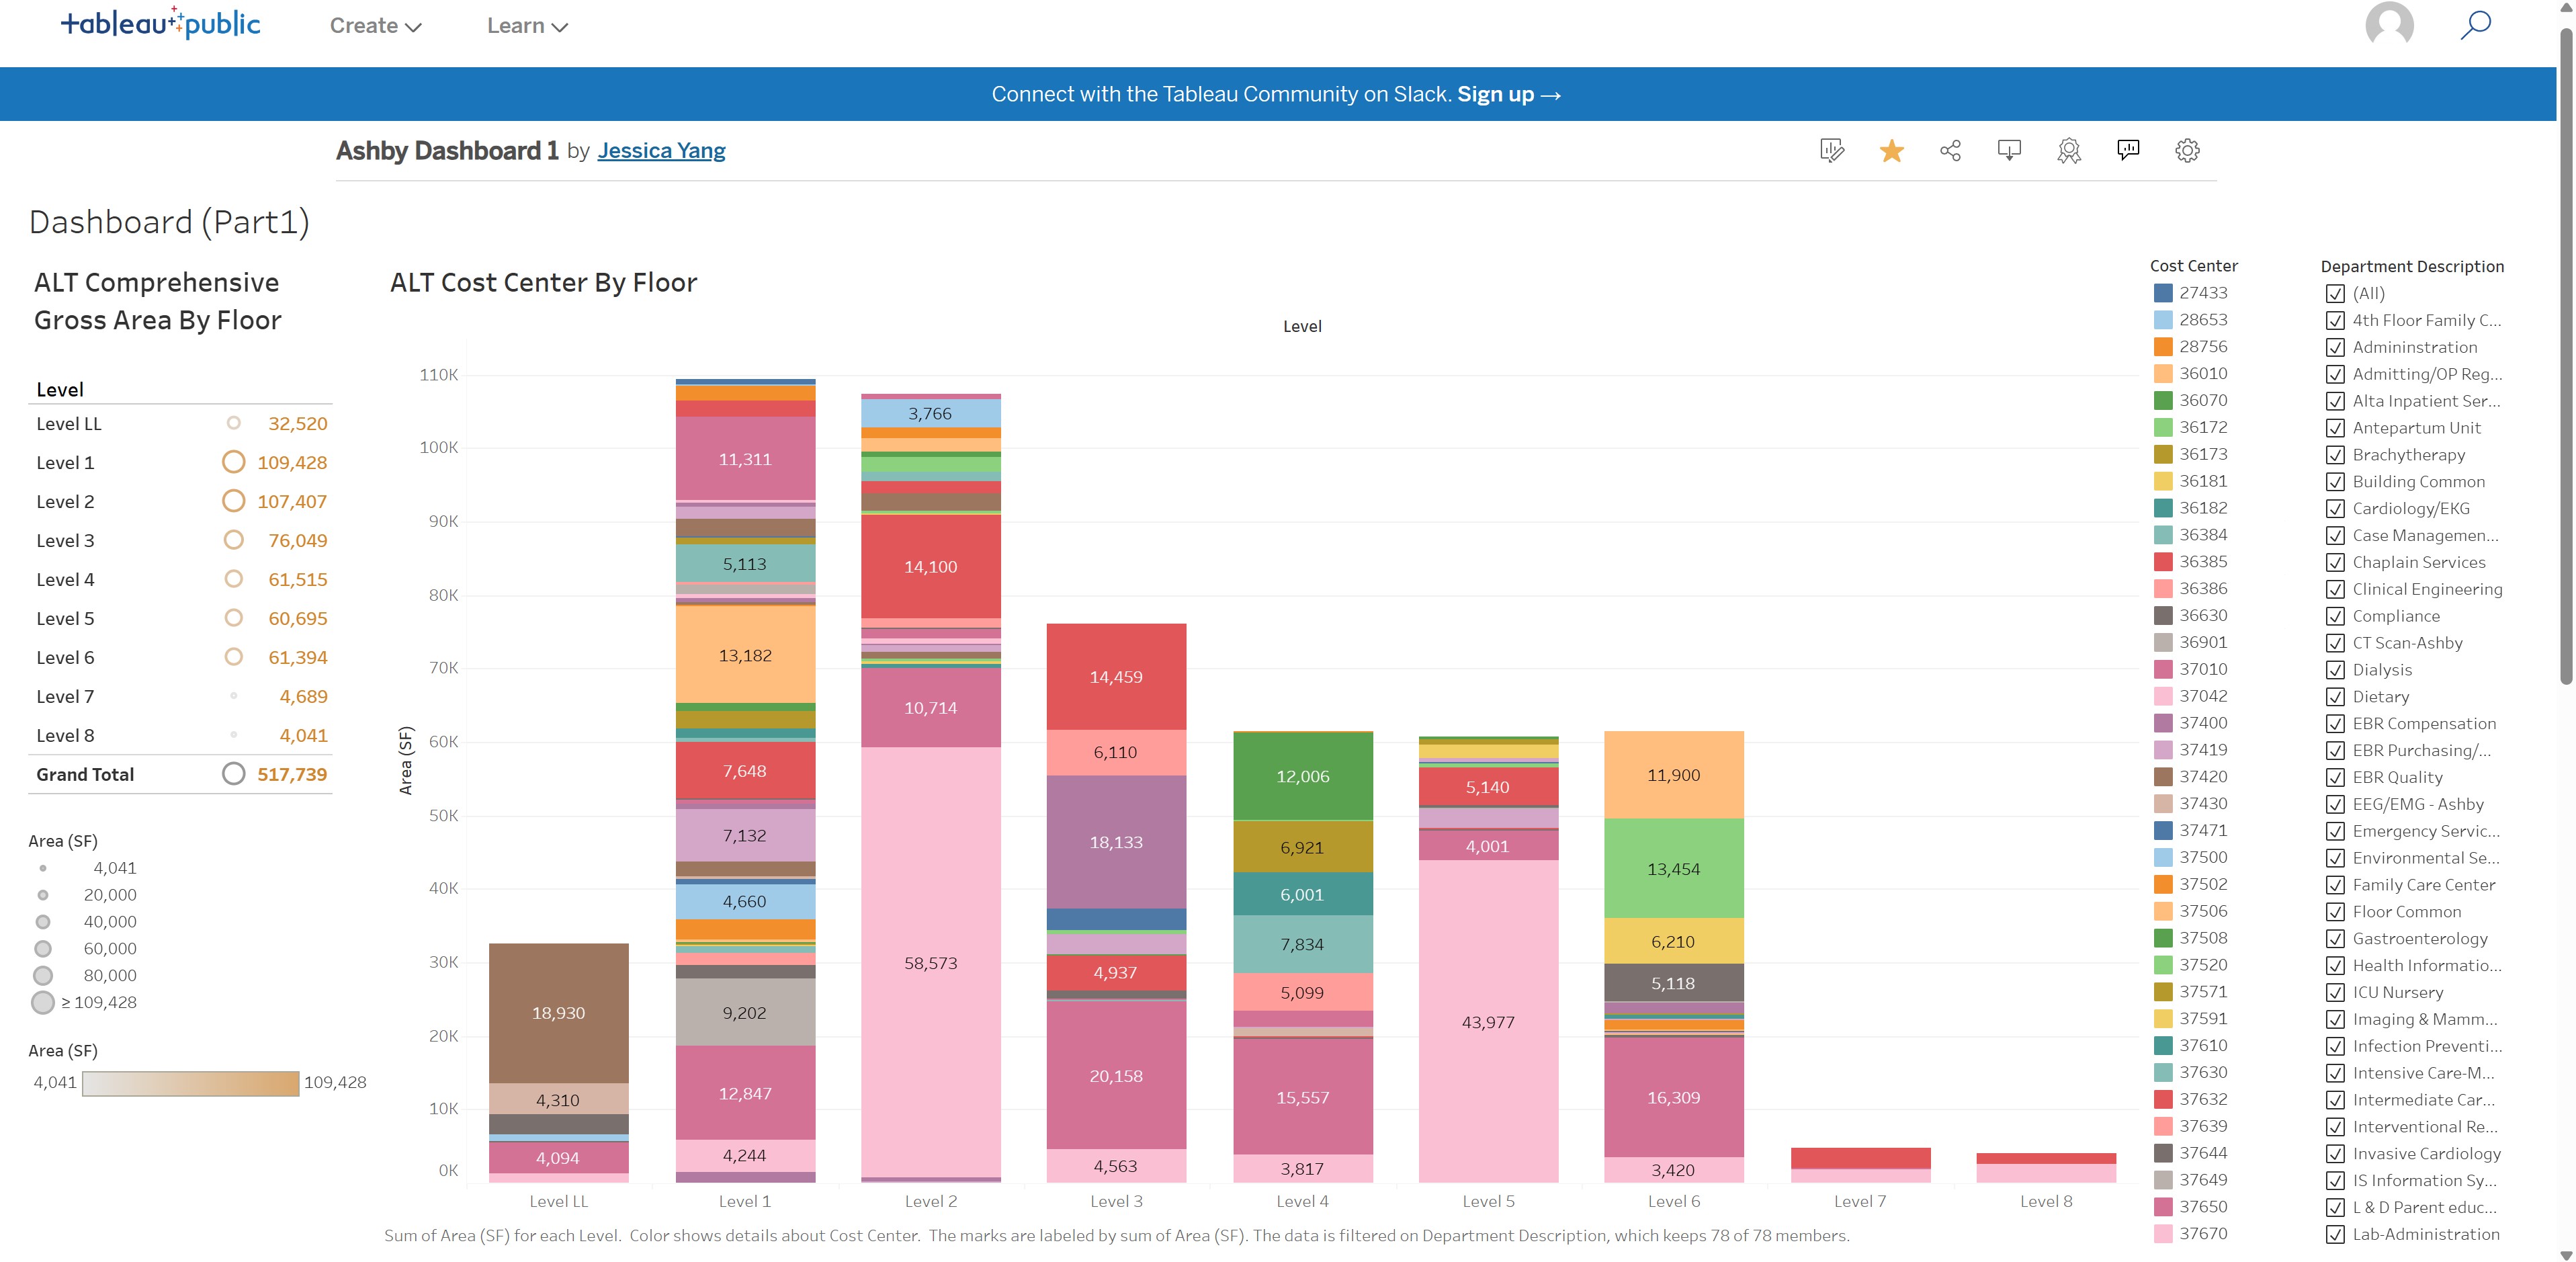 tableau public
Create
Learn
Connect with the Tableau Community on Slack. Sign up →
Ashby Dashboard 1 by Jessica Yang
Dashboard (Part1)
ALT Comprehensive
Gross Area By Floor
Level
Level LL 32,520
Level 1 109,428
Level 2 107,407
Level 3 76,049
Level 4 61,515
Level 5 60,695
Level 6 61,394
Level 7 4,689
Level 8 4,041
Grand Total 517,739
Area (SF)
4,041
20,000
40,000
60,000
80,000
≥ 109,428
Area (SF)
4,041 109,428
ALT Cost Center By Floor
Level
Area (SF)
110K
100K
90K
80K
70K
60K
50K
40K
30K
20K
10K
0K
18,930
4,310
4,094
11,311
5,113
13,182
7,648
7,132
4,660
9,202
12,847
4,244
3,766
14,100
10,714
58,573
14,459
6,110
18,133
4,937
20,158
4,563
12,006
6,921
6,001
7,834
5,099
15,557
3,817
5,140
4,001
43,977
11,900
13,454
6,210
5,118
16,309
3,420
Level LL Level 1 Level 2 Level 3 Level 4 Level 5 Level 6 Level 7 Level 8
Sum of Area (SF) for each Level. Color shows details about Cost Center. The marks are labeled by sum of Area (SF). The data is filtered on Department Description, which keeps 78 of 78 members.
Cost Center
27433
28653
28756
36010
36070
36172
36173
36181
36182
36384
36385
36386
36630
36901
37010
37042
37400
37419
37420
37430
37471
37500
37502
37506
37508
37520
37571
37591
37610
37630
37632
37639
37644
37649
37650
37670
Department Description
(All)
4th Floor Family C...
Admininstration
Admitting/OP Reg...
Alta Inpatient Ser...
Antepartum Unit
Brachytherapy
Building Common
Cardiology/EKG
Case Managemen...
Chaplain Services
Clinical Engineering
Compliance
CT Scan-Ashby
Dialysis
Dietary
EBR Compensation
EBR Purchasing/...
EBR Quality
EEG/EMG - Ashby
Emergency Servic...
Environmental Se...
Family Care Center
Floor Common
Gastroenterology
Health Informatio...
ICU Nursery
Imaging & Mamm...
Infection Preventi...
Intensive Care-M...
Intermediate Car...
Interventional Re...
Invasive Cardiology
IS Information Sy...
L & D Parent educ...
Lab-Administration